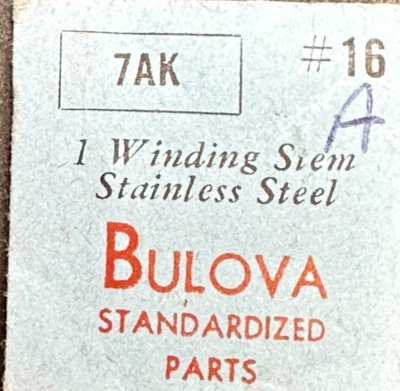 7AK #16
A
1 Winding Stem
Stainless Steel
BULOVA
STANDARDIZED
PARTS